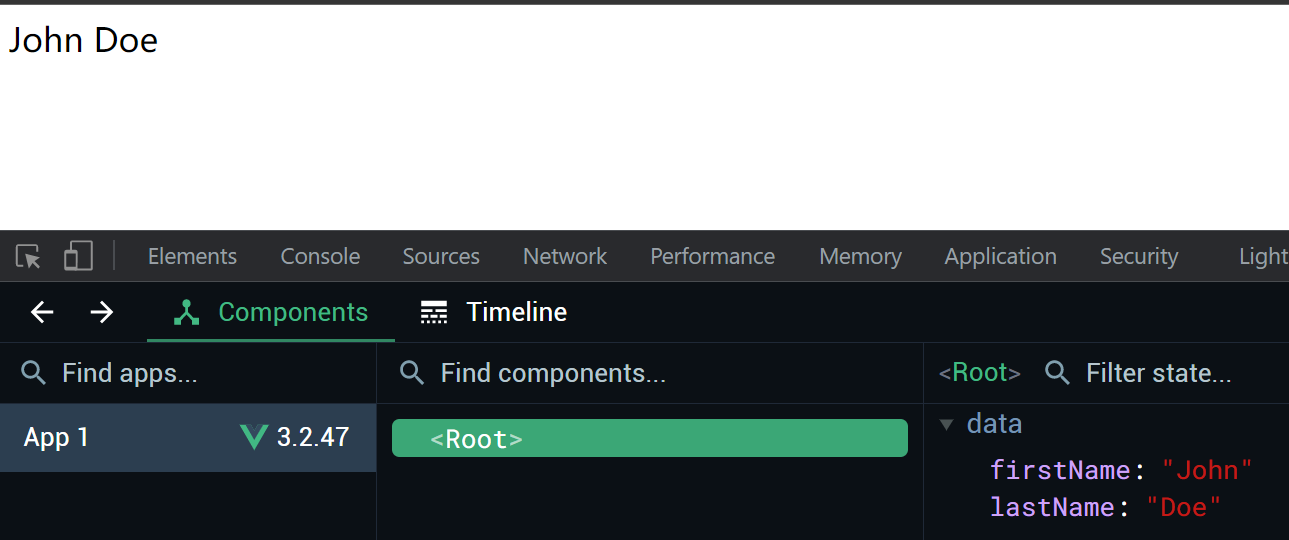 John Doe
Elements Console Sources Network Performance Memory Application Security Light
Components Timeline
Find apps... Find components... <Root> Filter state...
App 1 3.2.47 <Root> data
firstName: "John"
lastName: "Doe"